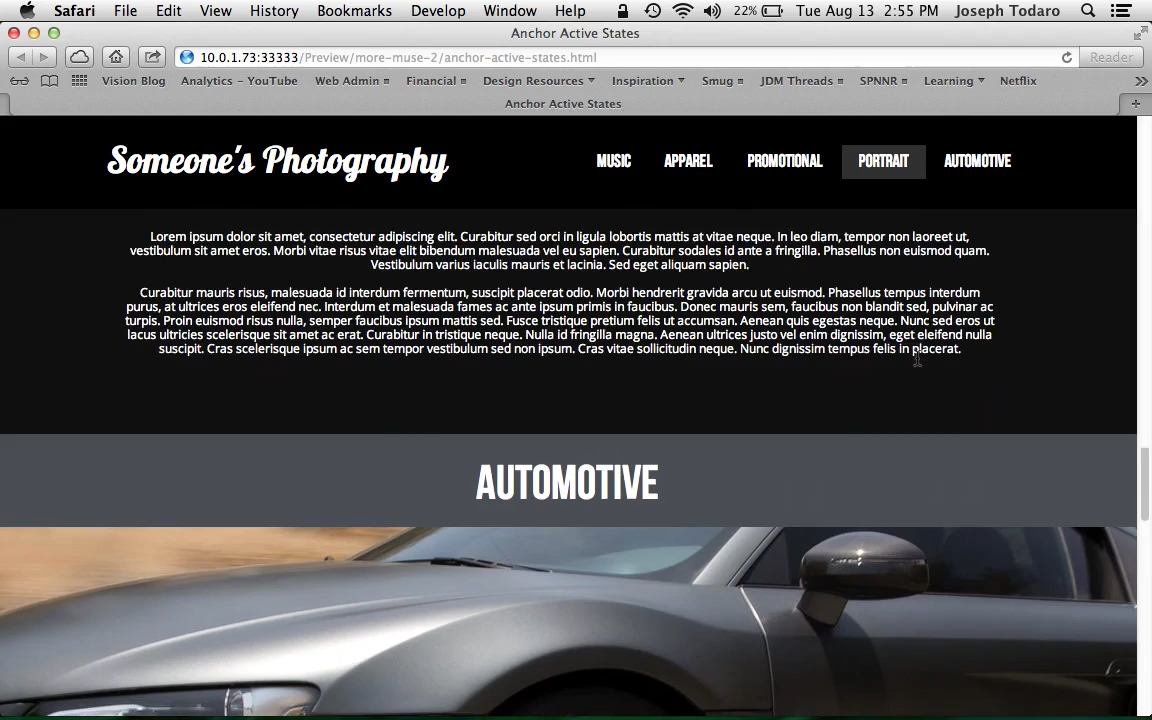 Safari File Edit View History Bookmarks Develop Window Help 22% Tue Aug 13 2:55 PM Joseph Todaro
Anchor Active States
10.0.1.73:33333/Preview/more-muse-2/anchor-active-states.html Reader
Vision Blog Analytics - YouTube Web Admin Financial Design Resources Inspiration Smug JDM Threads SPNNR Learning Netflix
Anchor Active States
Someone's Photography MUSIC APPAREL PROMOTIONAL PORTRAIT AUTOMOTIVE
Lorem ipsum dolor sit amet, consectetur adipiscing elit. Curabitur sed orci in ligula lobortis mattis at vitae neque. In leo diam, tempor non laoreet ut,
vestibulum sit amet eros. Morbi vitae risus vitae elit bibendum malesuada vel eu sapien. Curabitur sodales id ante a fringilla. Phasellus non euismod quam.
Vestibulum varius iaculis mauris et lacinia. Sed eget aliquam sapien.
Curabitur mauris risus, malesuada id interdum fermentum, suscipit placerat odio. Morbi hendrerit gravida arcu ut euismod. Phasellus tempus interdum
purus, at ultrices eros eleifend nec. Interdum et malesuada fames ac ante ipsum primis in faucibus. Donec mauris sem, faucibus non blandit sed, pulvinar ac
turpis. Proin euismod risus nulla, semper faucibus ipsum mattis sed. Fusce tristique pretium felis ut accumsan. Aenean quis egestas neque. Nunc sed eros ut
lacus ultricies scelerisque sit amet ac erat. Curabitur in tristique neque. Nulla id fringilla magna. Aenean ultrices justo vel enim dignissim, eget eleifend nulla
suscipit. Cras scelerisque ipsum ac sem tempor vestibulum sed non ipsum. Cras vitae sollicitudin neque. Nunc dignissim tempus felis in placerat.
AUTOMOTIVE